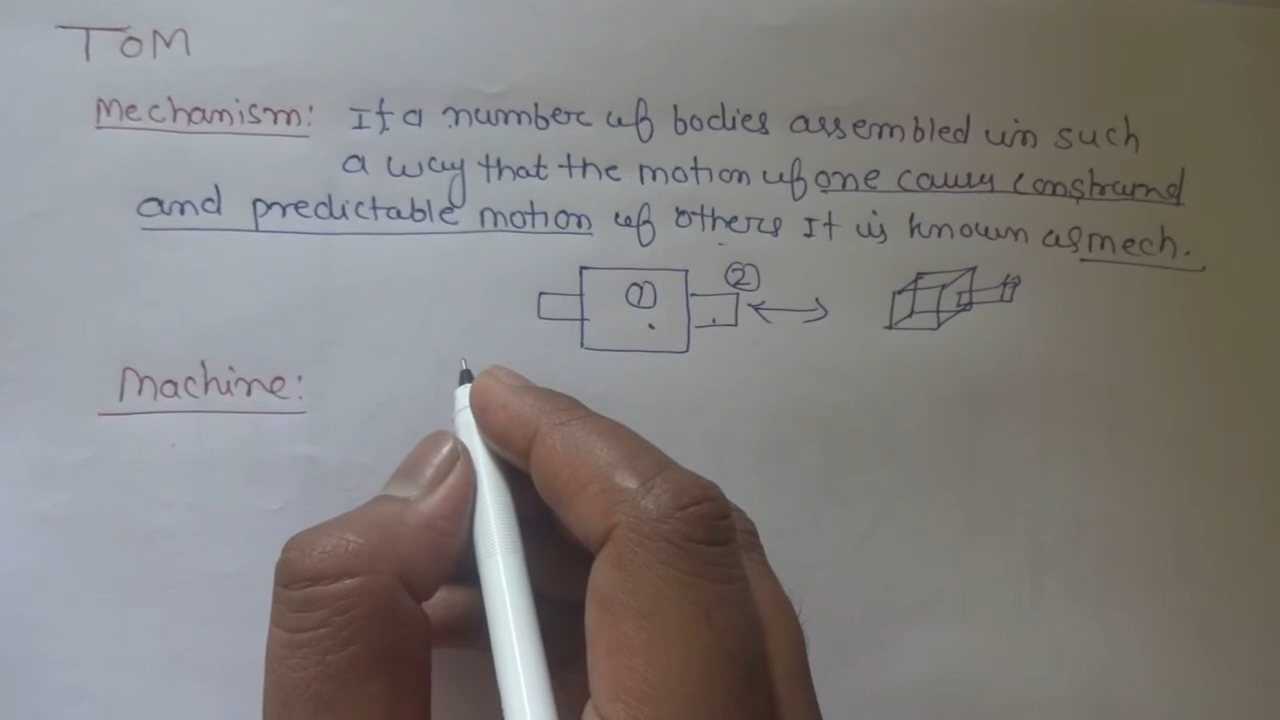 TOM
Mechanism: If a number of bodies assembled in such
a way that the motion of one causes constrained
and predictable motion of others It is known as mech.
① ②
Machine: